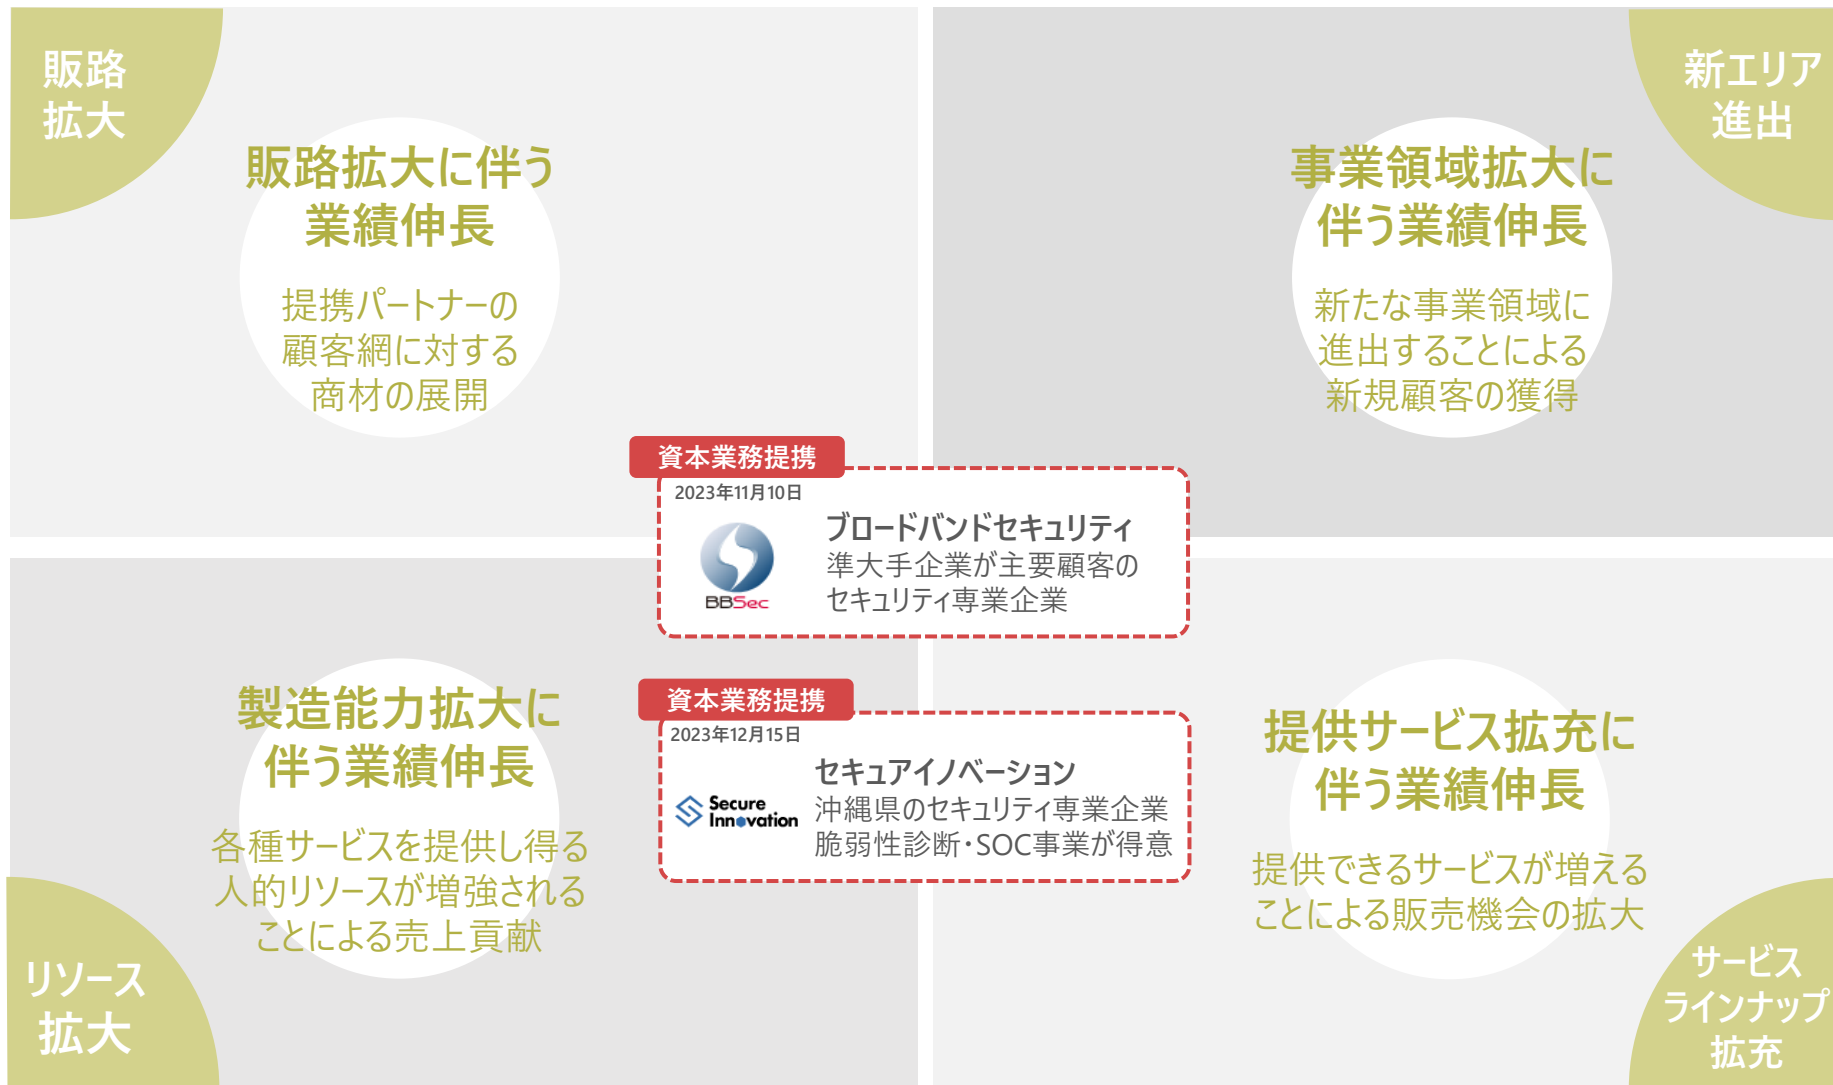 販路
拡大
販路拡大に伴う
業績伸長
提携パートナーの
顧客網に対する
商材の展開
新エリア
進出
事業領域拡大に
伴う業績伸長
新たな事業領域に
進出することによる
新規顧客の獲得
資本業務提携
2023年11月10日
BBSec
ブロードバンドセキュリティ
準大手企業が主要顧客の
セキュリティ専業企業
資本業務提携
2023年12月15日
Secure
Innovation
セキュアイノベーション
沖縄県のセキュリティ専業企業
脆弱性診断・SOC事業が得意
製造能力拡大に
伴う業績伸長
各種サービスを提供し得る
人的リソースが増強される
ことによる売上貢献
リソース
拡大
提供サービス拡充に
伴う業績伸長
提供できるサービスが増える
ことによる販売機会の拡大
サービス
ラインナップ
拡充